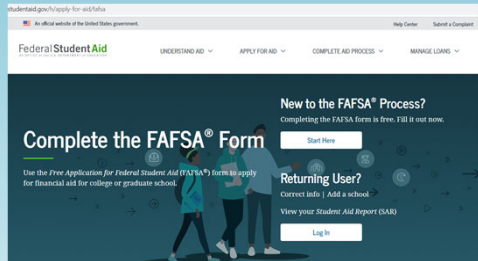 studentaid.gov/h/apply-for-aid/fafsa
An official website of the United States government.
Help Center Submit a Complaint
Federal Student Aid
UNDERSTAND AID APPLY FOR AID COMPLETE AID PROCESS MANAGE LOANS
New to the FAFSA® Process?
Completing the FAFSA form is free. Fill it out now.
Start Here
Complete the FAFSA® Form
Use the Free Application for Federal Student Aid (FAFSA®) form to apply
for financial aid for college or graduate school.
Returning User?
Correct info | Add a school
View your Student Aid Report (SAR)
Log In